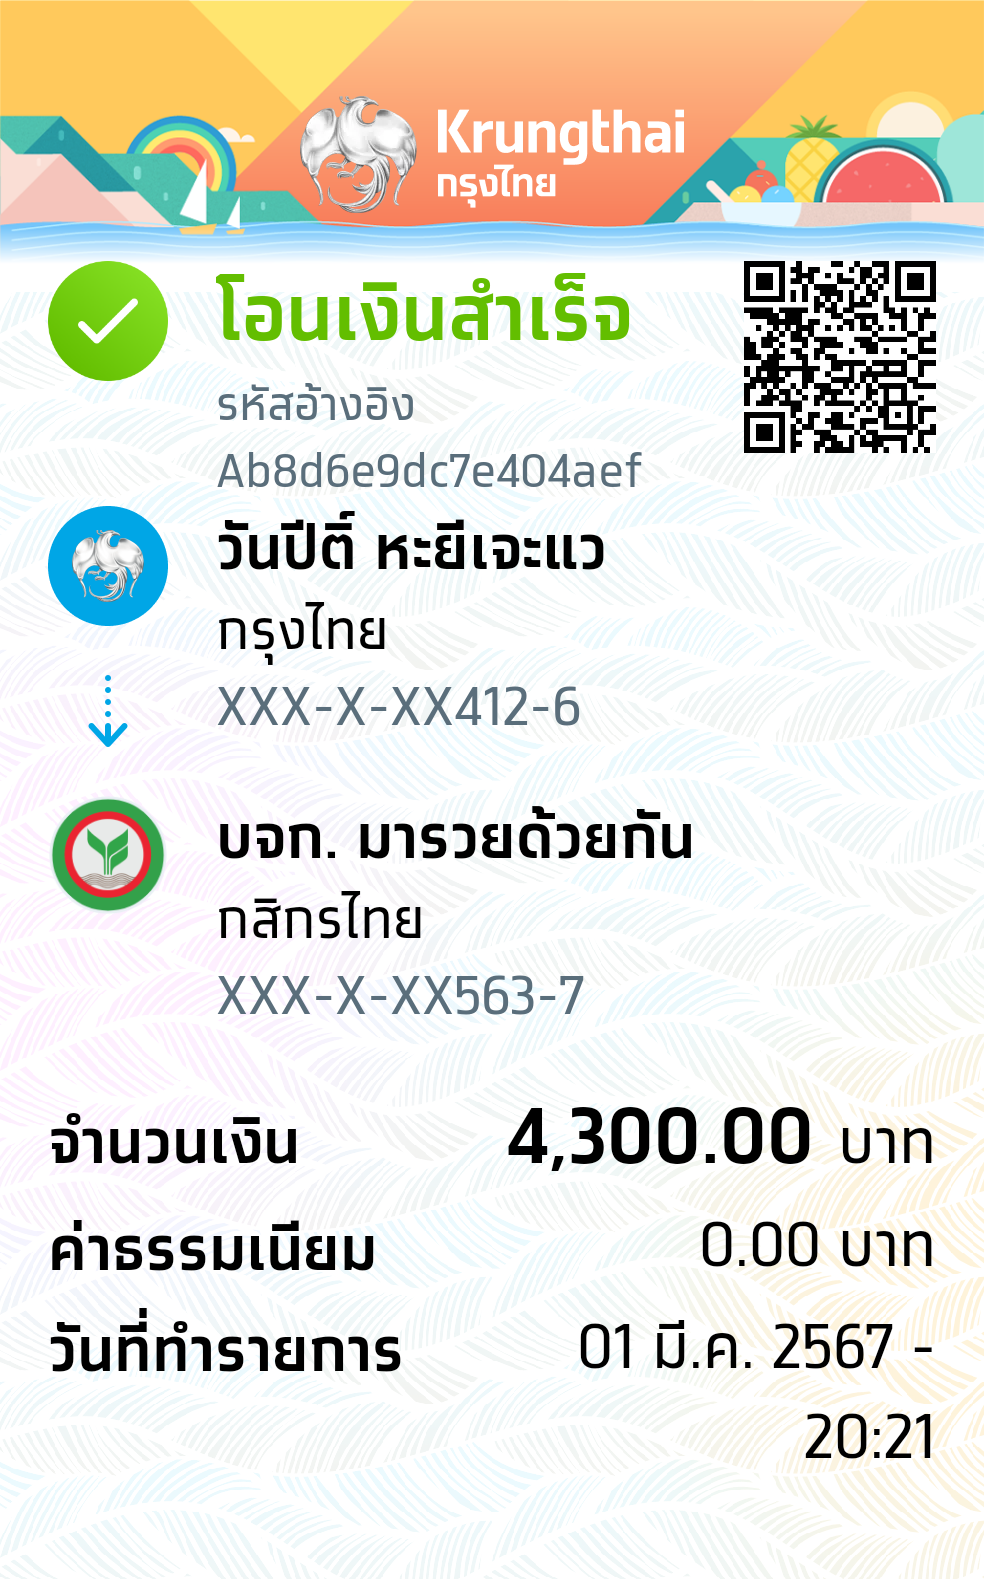 Krungthai
กรุงไทย
โอนเงินสำเร็จ
รหัสอ้างอิง
Ab8d6e9dc7e404aef
วันปีติ์ หะยีเจะแว
กรุงไทย
XXX-X-XX412-6
บจก. มารวยด้วยกัน
กสิกรไทย
XXX-X-XX563-7
จำนวนเงิน 4,300.00 บาท
ค่าธรรมเนียม 0.00 บาท
วันที่ทำรายการ 01 มี.ค. 2567 -
20:21